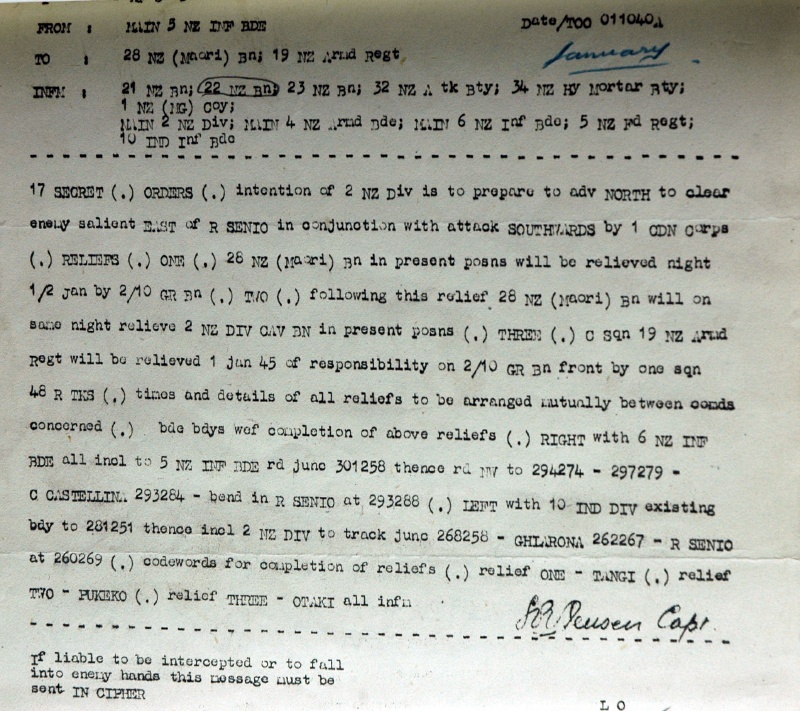 FROM : MAIN 5 NZ INF BDE Date/TOO 011040A
January
TO : 28 NZ (Maori) Bn; 19 NZ Armd Regt
INFM : 21 NZ Bn; 22 NZ Bn; 23 NZ Bn; 32 NZ A tk Bty; 34 NZ Hy Mortar Bty;
1 NZ (MG) Coy;
MAIN 2 NZ Div; MAIN 4 NZ Armd Bde; MAIN 6 NZ Inf Bde; 5 NZ Fd Regt;
10 IND Inf Bde
17 SECRET (.) ORDERS (.) intention of 2 NZ Div is to prepare to adv NORTH to clear
enemy salient EAST of R SENIO in conjunction with attack SOUTHWARDS by 1 CDN Corps
(.) RELIEFS (.) ONE (.) 28 NZ (Maori) Bn in present posns will be relieved night
1/2 Jan by 2/10 GR Bn (.) TWO (.) following this relief 28 NZ (Maori) Bn will on
same night relieve 2 NZ DIV CAV BN in present posns (.) THREE (.) C Sqn 19 NZ Armd
Regt will be relieved 1 Jan 45 of responsibility on 2/10 GR Bn front by one sqn
48 R TKS (.) times and details of all reliefs to be arranged mutually between comds
concerned (.) bde bdys wef completion of above reliefs (.) RIGHT with 6 NZ INF
BDE all incl to 5 NZ INF BDE rd junc 301258 thence rd NW to 294274 - 297279 -
C CASTELLINA 293284 - bend in R SENIO at 293288 (.) LEFT with 10 IND DIV existing
bdy to 281251 thence incl 2 NZ DIV to track junc 268258 - GHLARONA 262267 - R SENIO
at 260269 (.) codewords for completion of reliefs (.) relief ONE - TANGI (.) relief
TWO - PUKEKO (.) relief THREE - OTAKI all infm
Capt.
If liable to be intercepted or to fall
into enemy hands this message must be
sent IN CIPHER
L O